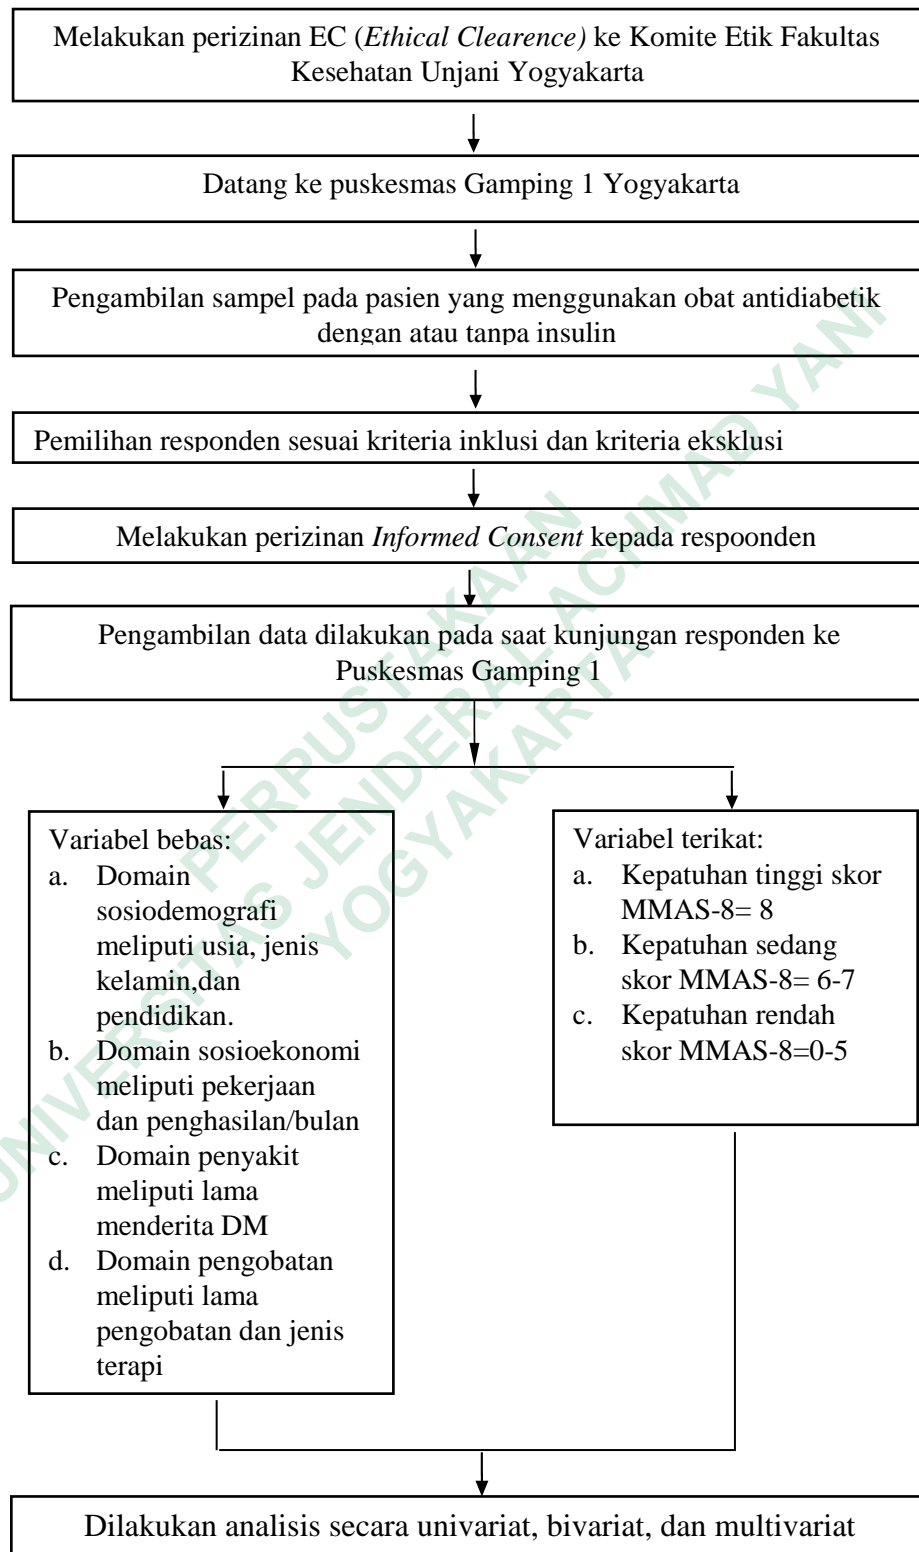 Melakukan perizinan EC (Ethical Clearence) ke Komite Etik Fakultas
Kesehatan Unjani Yogyakarta
Datang ke puskesmas Gamping 1 Yogyakarta
Pengambilan sampel pada pasien yang menggunakan obat antidiabetik
dengan atau tanpa insulin
Pemilihan responden sesuai kriteria inklusi dan kriteria eksklusi
Melakukan perizinan Informed Consent kepada respoonden
Pengambilan data dilakukan pada saat kunjungan responden ke
Puskesmas Gamping 1
Variabel bebas:
a. Domain
sosiodemografi
meliputi usia, jenis
kelamin,dan
pendidikan.
b. Domain sosioekonomi
meliputi pekerjaan
dan penghasilan/bulan
c. Domain penyakit
meliputi lama
menderita DM
d. Domain pengobatan
meliputi lama
pengobatan dan jenis
terapi
Variabel terikat:
a. Kepatuhan tinggi skor
MMAS-8= 8
b. Kepatuhan sedang
skor MMAS-8= 6-7
c. Kepatuhan rendah
skor MMAS-8=0-5
Dilakukan analisis secara univariat, bivariat, dan multivariat
PERPUSTAKAAN
UNIVERSITAS JENDERAL ACHMAD YANI
YOGYAKARTA